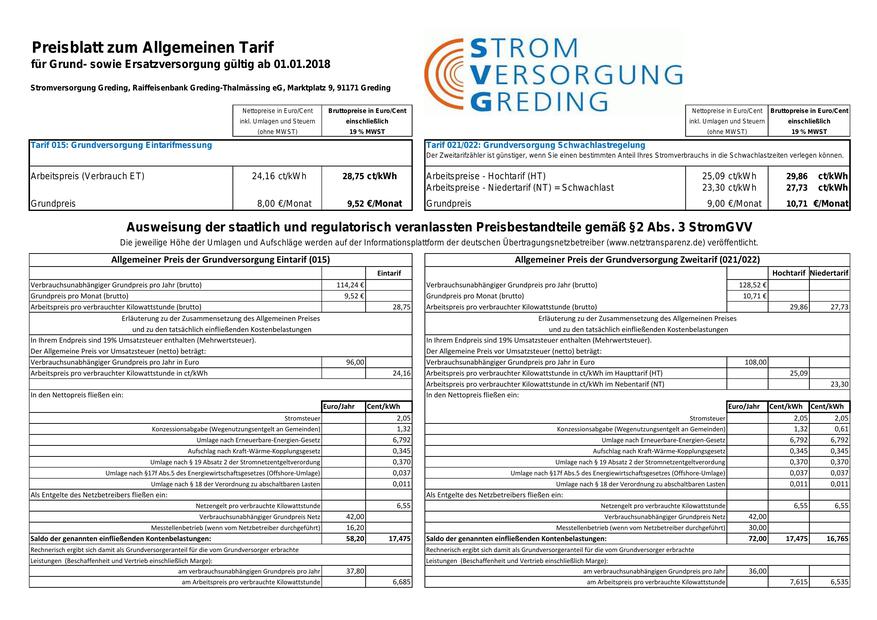 Preisblatt zum Allgemeinen Tarif
für Grund- sowie Ersatzversorgung gültig ab 01.01.2018
Stromversorgung Greding, Raiffeisenbank Greding-Thalmässing eG, Marktplatz 9, 91171 Greding
STROM
VERSORGUNG
GREDING
Nettopreise in Euro/Cent Bruttopreise in Euro/Cent
inkl. Umlagen und Steuern einschließlich
(ohne MWST) 19 % MWST
Tarif 015: Grundversorgung Eintarifmessung
Arbeitspreis (Verbrauch ET) 24,16 ct/kWh 28,75 ct/kWh
Grundpreis 8,00 €/Monat 9,52 €/Monat
Nettopreise in Euro/Cent Bruttopreise in Euro/Cent
inkl. Umlagen und Steuern einschließlich
(ohne MWST) 19 % MWST
Tarif 021/022: Grundversorgung Schwachlastregelung
Der Zweitarifzähler ist günstiger, wenn Sie einen bestimmten Anteil Ihres Stromverbrauchs in die Schwachlastzeiten verlegen können.
Arbeitspreise - Hochtarif (HT) 25,09 ct/kWh 29,86 ct/kWh
Arbeitspreise - Niedertarif (NT) = Schwachlast 23,30 ct/kWh 27,73 ct/kWh
Grundpreis 9,00 €/Monat 10,71 €/Monat
Ausweisung der staatlich und regulatorisch veranlassten Preisbestandteile gemäß §2 Abs. 3 StromGVV
Die jeweilige Höhe der Umlagen und Aufschläge werden auf der Informationsplattform der deutschen Übertragungsnetzbetreiber (www.netztransparenz.de) veröffentlicht.
Allgemeiner Preis der Grundversorgung Eintarif (015)
Eintarif
Verbrauchsunabhängiger Grundpreis pro Jahr (brutto) 114,24 €
Grundpreis pro Monat (brutto) 9,52 €
Arbeitspreis pro verbrauchter Kilowattstunde (brutto) 28,75
Erläuterung zu der Zusammensetzung des Allgemeinen Preises
und zu den tatsächlich einfließenden Kostenbelastungen
In Ihrem Endpreis sind 19% Umsatzsteuer enthalten (Mehrwertsteuer).
Der Allgemeine Preis vor Umsatzsteuer (netto) beträgt:
Verbrauchsunabhängiger Grundpreis pro Jahr in Euro 96,00
Arbeitspreis pro verbrauchter Kilowattstunde in ct/kWh 24,16
In den Nettopreis fließen ein:
Euro/Jahr Cent/kWh
Stromsteuer 2,05
Konzessionsabgabe (Wegenutzungsentgelt an Gemeinden) 1,32
Umlage nach Erneuerbare-Energien-Gesetz 6,792
Aufschlag nach Kraft-Wärme-Kopplungsgesetz 0,345
Umlage nach § 19 Absatz 2 der Stromnetzentgeltverordung 0,370
Umlage nach §17f Abs.5 des Energiewirtschaftsgesetzes (Offshore-Umlage) 0,037
Umlage nach § 18 der Verordnung zu abschaltbaren Lasten 0,011
Als Entgelte des Netzbetreibers fließen ein:
Netzengelt pro verbrauchte Kilowattstunde 6,55
Verbrauchsunabhängiger Grundpreis Netz 42,00
Messtellenbetrieb (wenn vom Netzbetreiber durchgeführt) 16,20
Saldo der genannten einfließenden Kontenbelastungen: 58,20 17,475
Rechnerisch ergibt sich damit als Grundversorgeranteil für die vom Grundversorger erbrachte
Leistungen (Beschaffenheit und Vertrieb einschließlich Marge):
am verbrauchsunabhängigen Grundpreis pro Jahr 37,80
am Arbeitspreis pro verbrauchte Kilowattstunde 6,685
Allgemeiner Preis der Grundversorgung Zweitarif (021/022)
Hochtarif Niedertarif
Verbrauchsunabhängiger Grundpreis pro Jahr (brutto) 128,52 €
Grundpreis pro Monat (brutto) 10,71 €
Arbeitspreis pro verbrauchter Kilowattstunde (brutto) 29,86 27,73
Erläuterung zu der Zusammensetzung des Allgemeinen Preises
und zu den tatsächlich einfließenden Kostenbelastungen
In Ihrem Endpreis sind 19% Umsatzsteuer enthalten (Mehrwertsteuer).
Der Allgemeine Preis vor Umsatzsteuer (netto) beträgt:
Verbrauchsunabhängiger Grundpreis pro Jahr in Euro 108,00
Arbeitspreis pro verbrauchter Kilowattstunde in ct/kWh im Haupttarif (HT) 25,09
Arbeitspreis pro verbrauchter Kilowattstunde in ct/kWh im Nebentarif (NT) 23,30
In den Nettopreis fließen ein:
Euro/Jahr Cent/kWh Cent/kWh
Stromsteuer 2,05 2,05
Konzessionsabgabe (Wegenutzungsentgelt an Gemeinden) 1,32 0,61
Umlage nach Erneuerbare-Energien-Gesetz 6,792 6,792
Aufschlag nach Kraft-Wärme-Kopplungsgesetz 0,345 0,345
Umlage nach § 19 Absatz 2 der Stromnetzentgeltverordung 0,370 0,370
Umlage nach §17f Abs.5 des Energiewirtschaftsgesetzes (Offshore-Umlage) 0,037 0,037
Umlage nach § 18 der Verordnung zu abschaltbaren Lasten 0,011 0,011
Als Entgelte des Netzbetreibers fließen ein:
Netzengelt pro verbrauchte Kilowattstunde 6,55 6,55
Verbrauchsunabhängiger Grundpreis Netz 42,00
Messtellenbetrieb (wenn vom Netzbetreiber durchgeführt) 30,00
Saldo der genannten einfließenden Kontenbelastungen: 72,00 17,475 16,765
Rechnerisch ergibt sich damit als Grundversorgeranteil für die vom Grundversorger erbrachte
Leistungen (Beschaffenheit und Vertrieb einschließlich Marge):
am verbrauchsunabhängigen Grundpreis pro Jahr 36,00
am Arbeitspreis pro verbrauchte Kilowattstunde 7,615 6,535